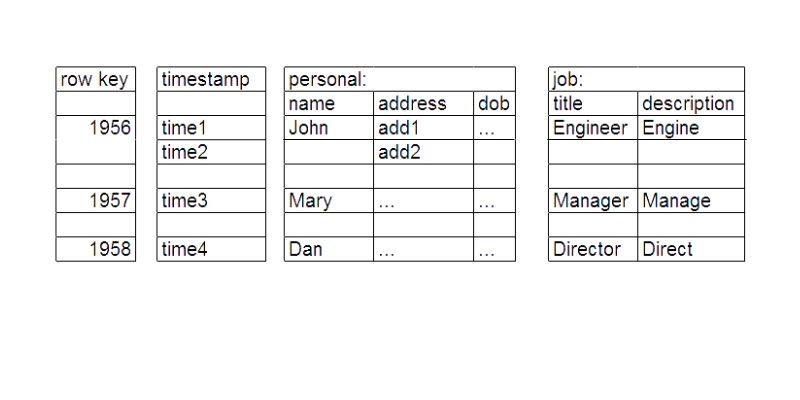 row key timestamp personal: job:
name address dob title description
1956 time1 John add1 ... Engineer Engine
time2 add2
1957 time3 Mary ... ... Manager Manage
1958 time4 Dan ... ... Director Direct